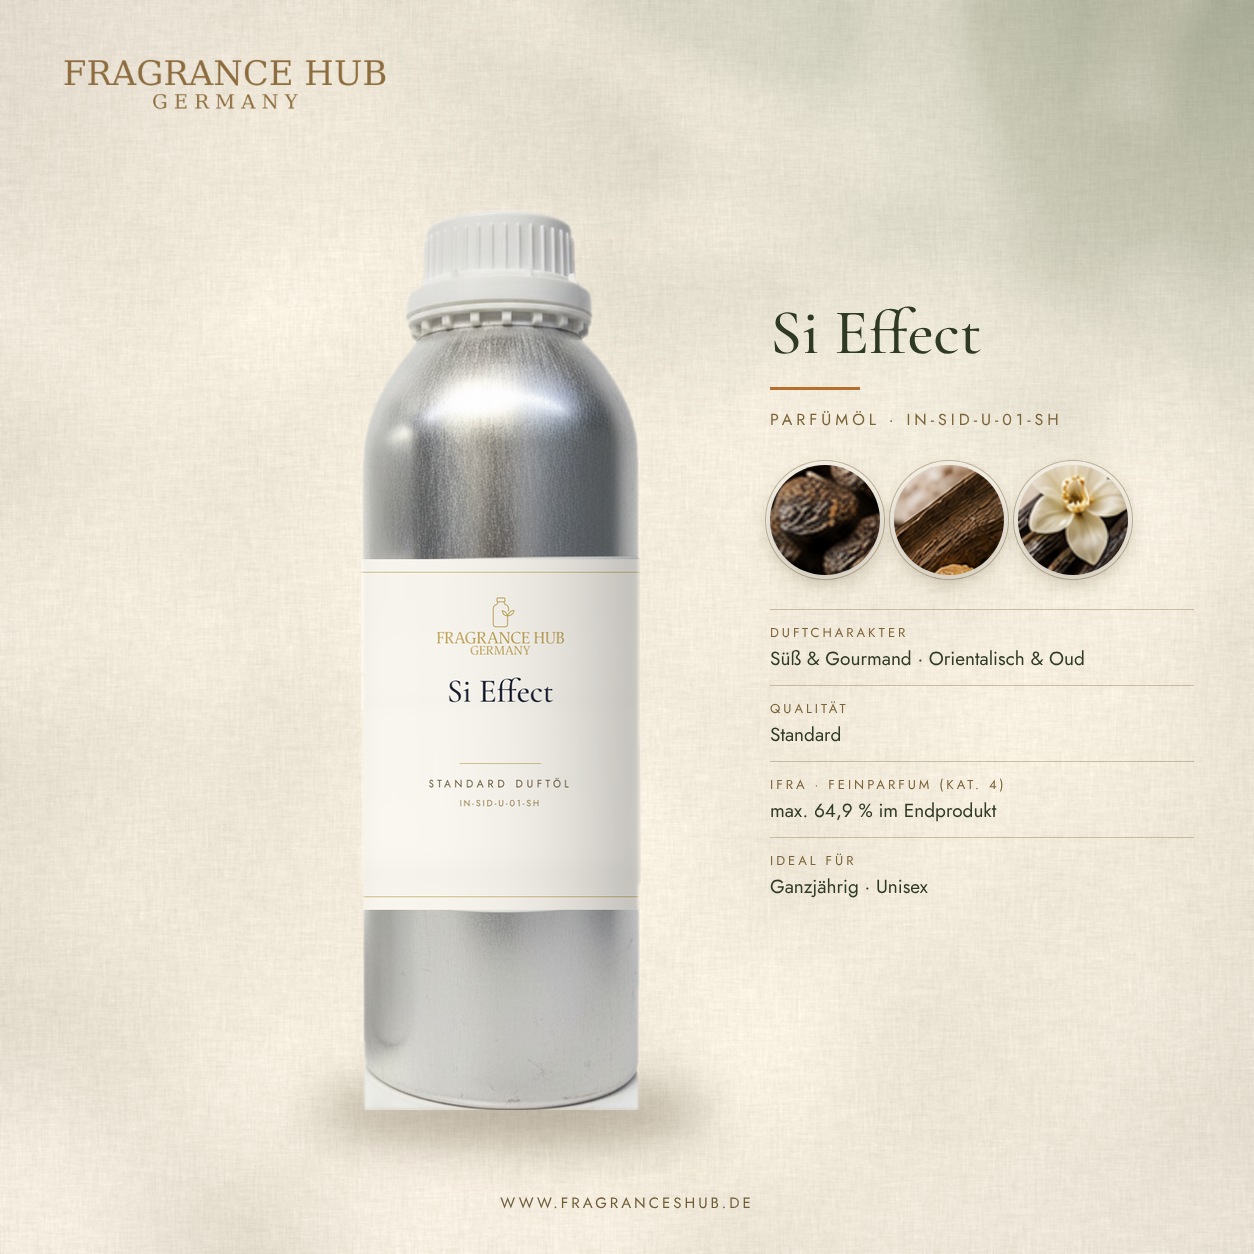 FRAGRANCE HUB
GERMANY
Si Effect
PARFÜMÖL · IN-SID-U-01-SH
DUFTCHARAKTER
Süß & Gourmand · Orientalisch & Oud
QUALITÄT
Standard
IFRA · FEINPARFUM (KAT. 4)
max. 64,9 % im Endprodukt
IDEAL FÜR
Ganzjährig · Unisex
FRAGRANCE HUB
GERMANY
Si Effect
STANDARD DUFTÖL
IN-SID-U-01-SH
WWW.FRAGRANCESHUB.DE